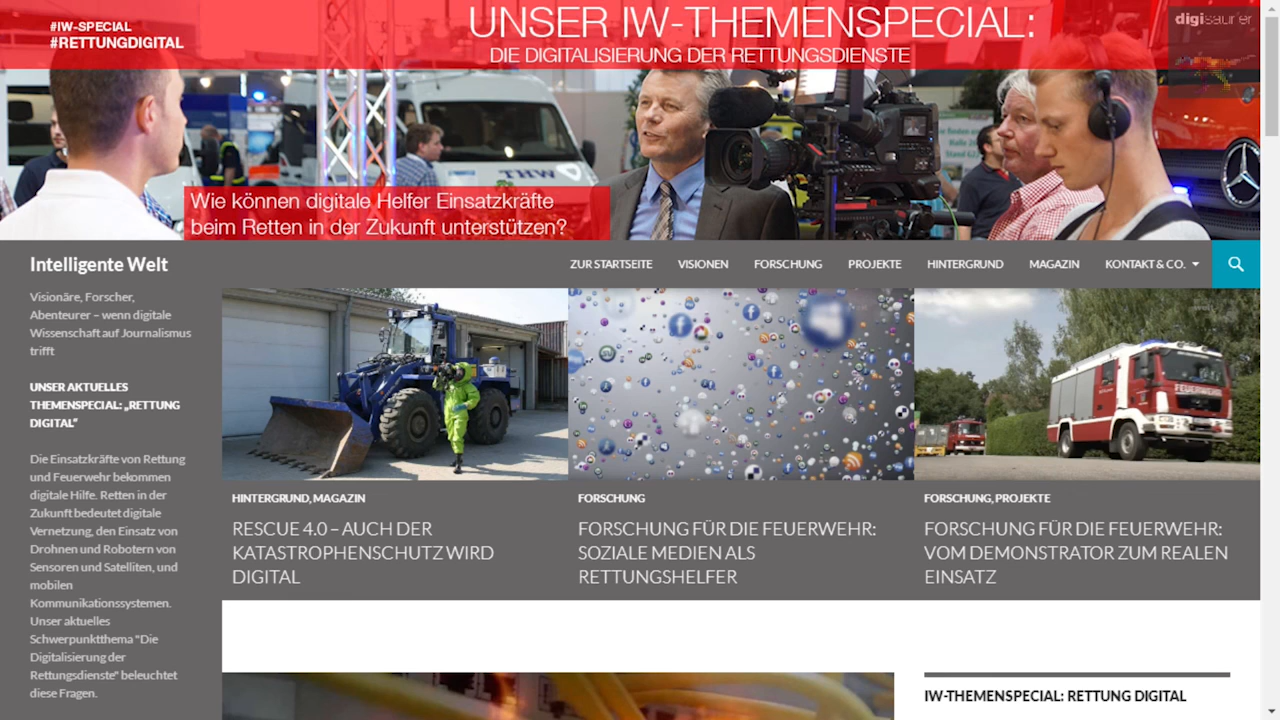 #IW-SPECIAL
#RETTUNGDIGITAL
UNSER IW-THEMENSPECIAL:
DIE DIGITALISIERUNG DER RETTUNGSDIENSTE
digisaurier
THW
Wie können digitale Helfer Einsatzkräfte
beim Retten in der Zukunft unterstützen?
Intelligente Welt
ZUR STARTSEITE
VISIONEN
FORSCHUNG
PROJEKTE
HINTERGRUND
MAGAZIN
KONTAKT & CO.
Visionäre, Forscher,
Abenteurer – wenn digitale
Wissenschaft auf Journalismus
trifft
UNSER AKTUELLES
THEMENSPECIAL: „RETTUNG
DIGITAL“
Die Einsatzkräfte von Rettung
und Feuerwehr bekommen
digitale Hilfe. Retten in der
Zukunft bedeutet digitale
Vernetzung, den Einsatz von
Drohnen und Robotern von
Sensoren und Satelliten, und
mobilen
Kommunikationssystemen.
Unser aktuelles
Schwerpunktthema "Die
Digitalisierung der
Rettungsdienste" beleuchtet
diese Fragen.
HINTERGRUND, MAGAZIN
RESCUE 4.0 – AUCH DER
KATASTROPHENSCHUTZ WIRD
DIGITAL
FORSCHUNG
FORSCHUNG FÜR DIE FEUERWEHR:
SOZIALE MEDIEN ALS
RETTUNGSHELFER
FEUERWEHR
FORSCHUNG, PROJEKTE
FORSCHUNG FÜR DIE FEUERWEHR:
VOM DEMONSTRATOR ZUM REALEN
EINSATZ
IW-THEMENSPECIAL: RETTUNG DIGITAL